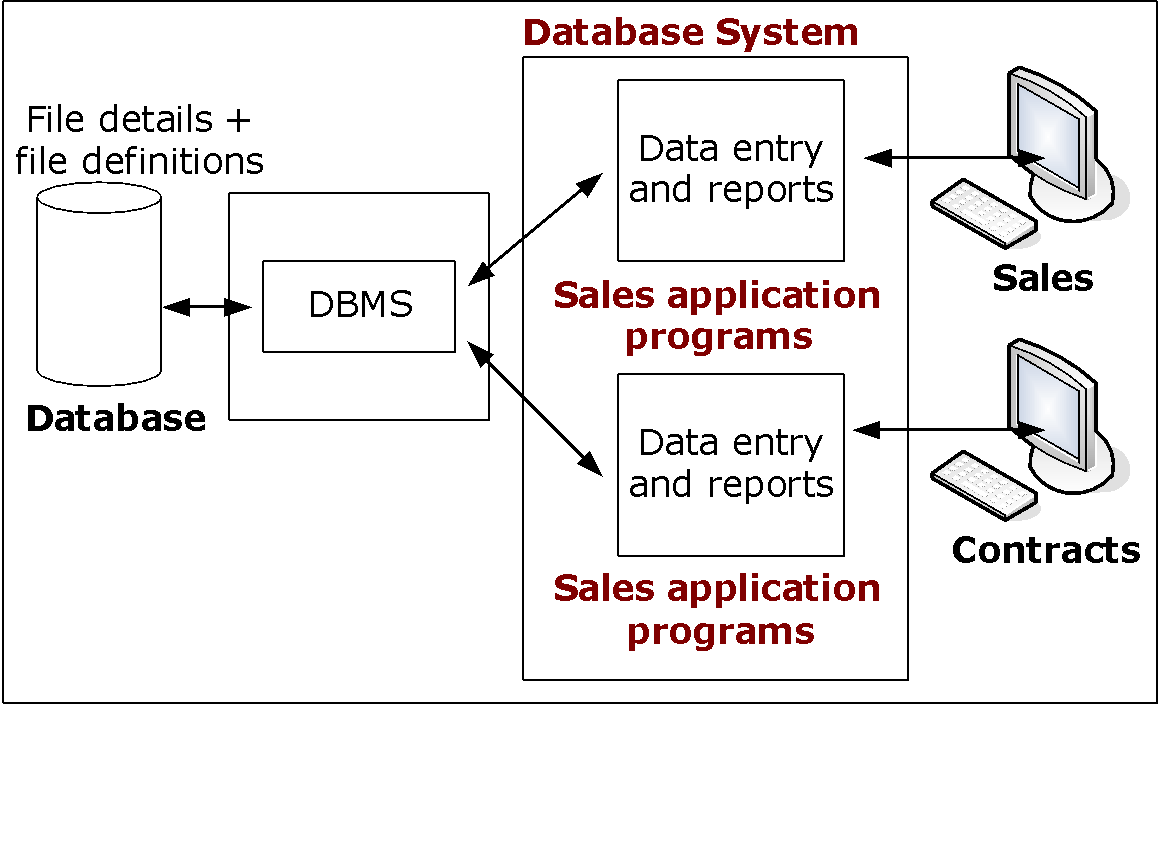 Database System
File details +
file definitions
Database
DBMS
Data entry
and reports
Sales application
programs
Sales
Data entry
and reports
Sales application
programs
Contracts